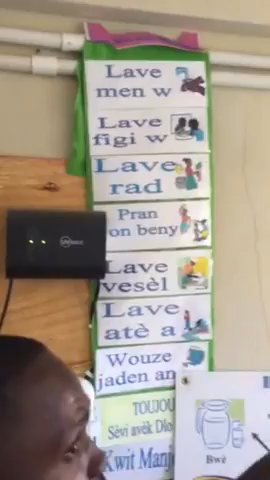 Lave
men w
Lave
figi w
Lave
rad
Pran
on beny
Lave
vesèl
Lave
atè a
Wouze
jaden an
TOUJOU
Sèvi avèk Dlo
Kwit Manj
Bwè